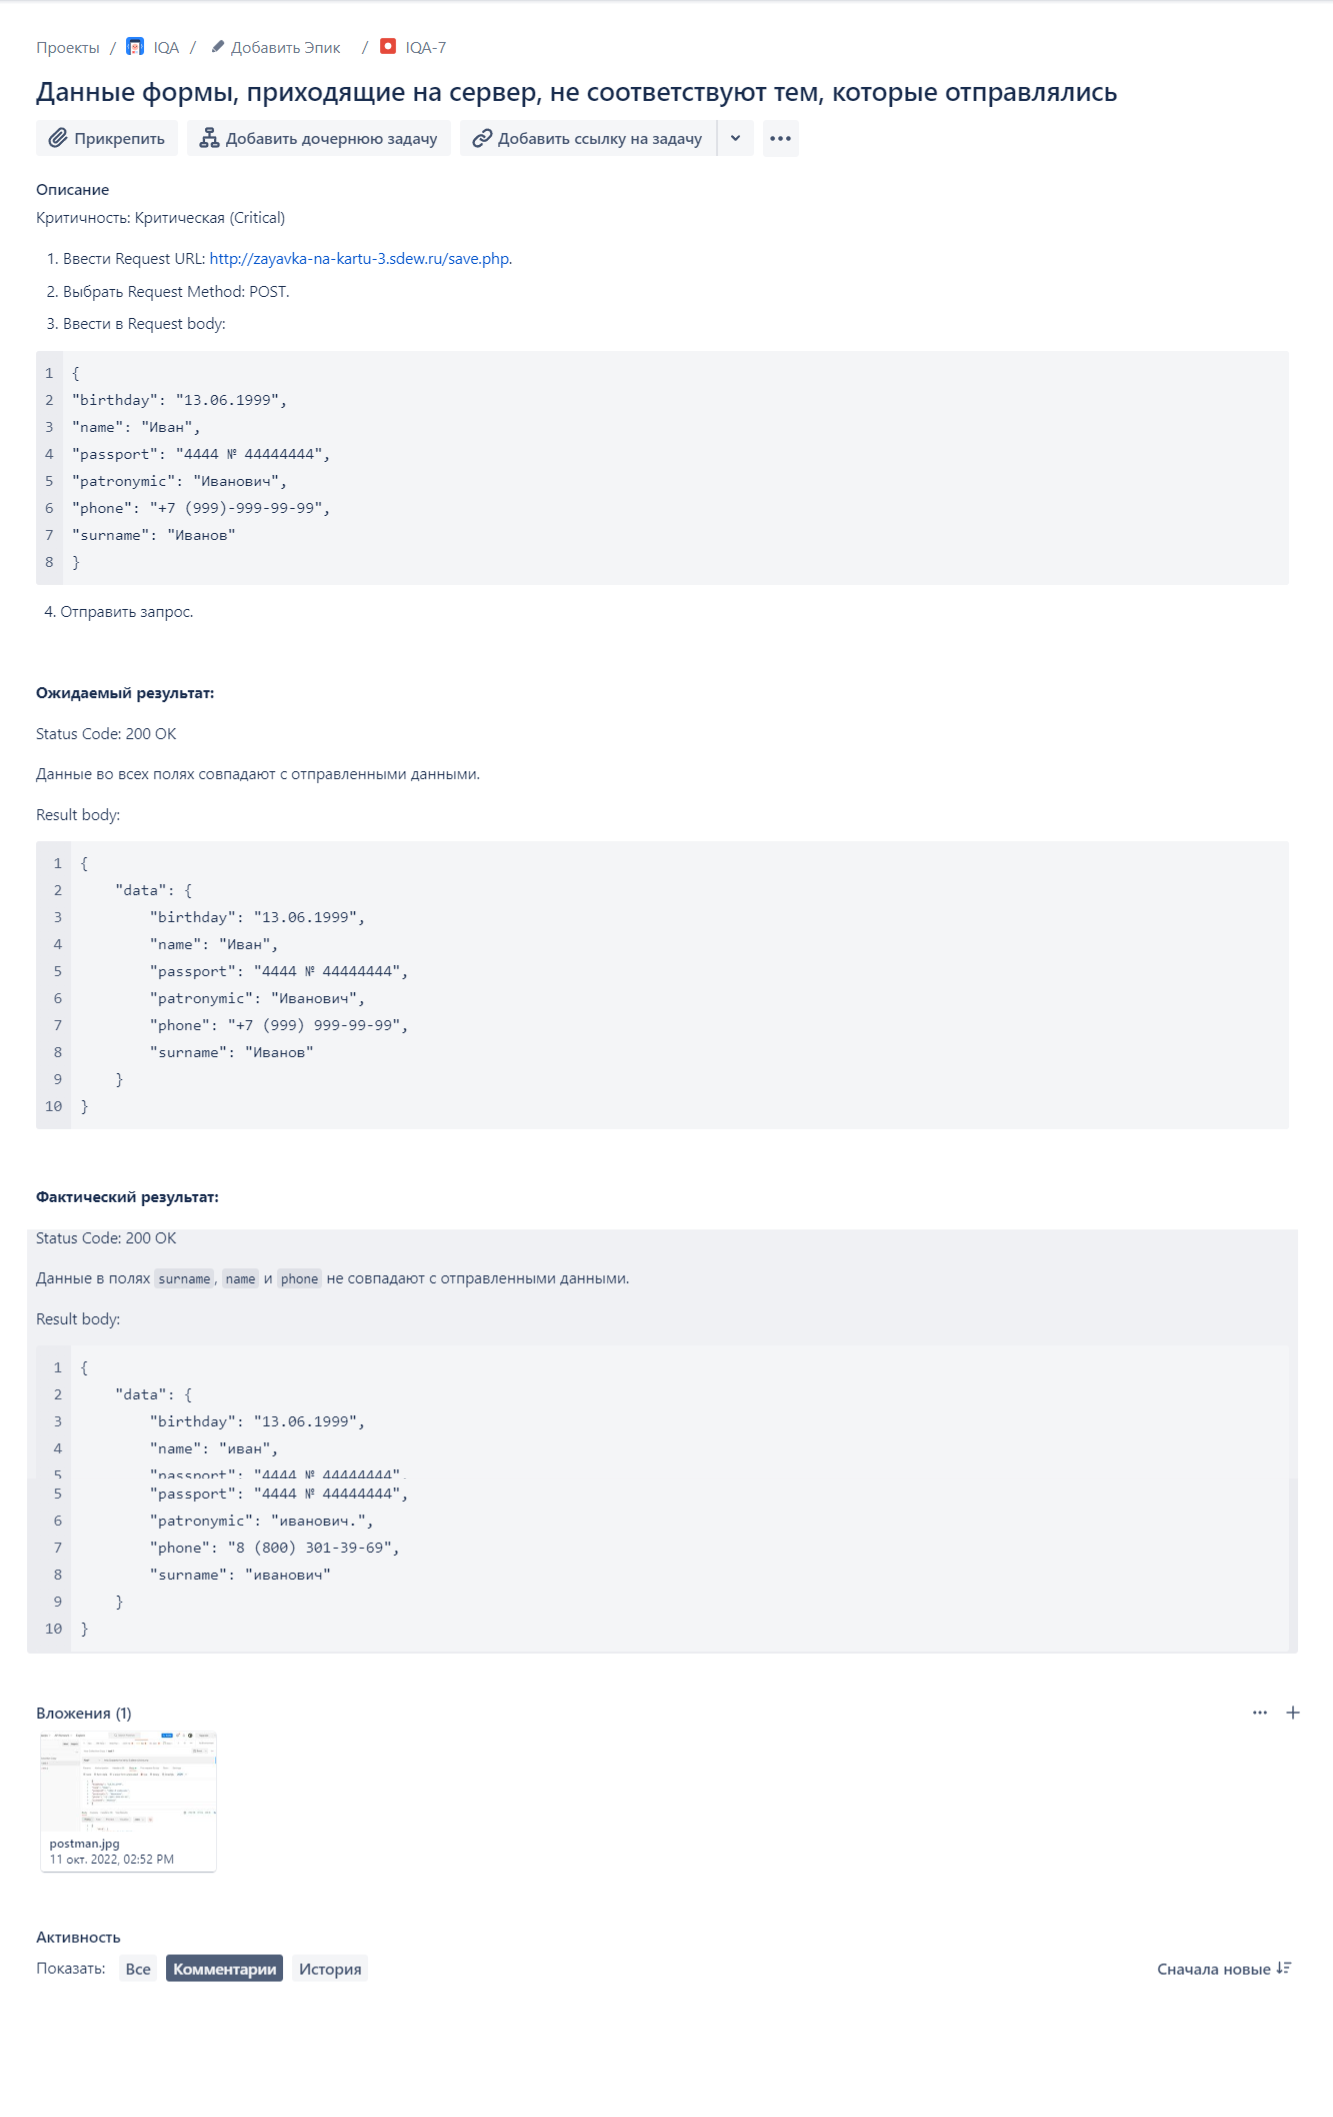 Проекты / IQA / Добавить Эпик / IQA-7
Данные формы, приходящие на сервер, не соответствуют тем, которые отправлялись
Прикрепить Добавить дочернюю задачу Добавить ссылку на задачу
Описание
Критичность: Критическая (Critical)
1. Ввести Request URL: http://zayavka-na-kartu-3.sdew.ru/save.php.
2. Выбрать Request Method: POST.
3. Ввести в Request body:
1 {
2 "birthday": "13.06.1999",
3 "name": "Иван",
4 "passport": "4444 № 44444444",
5 "patronymic": "Иванович",
6 "phone": "+7 (999)-999-99-99",
7 "surname": "Иванов"
8 }
4. Отправить запрос.
Ожидаемый результат:
Status Code: 200 OK
Данные во всех полях совпадают с отправленными данными.
Result body:
1 {
2 "data": {
3 "birthday": "13.06.1999",
4 "name": "Иван",
5 "passport": "4444 № 44444444",
6 "patronymic": "Иванович",
7 "phone": "+7 (999) 999-99-99",
8 "surname": "Иванов"
9 }
10 }
Фактический результат:
Status Code: 200 OK
Данные в полях surname, name и phone не совпадают с отправленными данными.
Result body:
1 {
2 "data": {
3 "birthday": "13.06.1999",
4 "name": "иван",
5 "passport": "4444 № 44444444",
5 "passport": "4444 № 44444444",
6 "patronymic": "иванович.",
7 "phone": "8 (800) 301-39-69",
8 "surname": "иванович"
9 }
10 }
Вложения (1)
postman.jpg
11 окт. 2022, 02:52 PM
Активность
Показать: Все Комментарии История Сначала новые